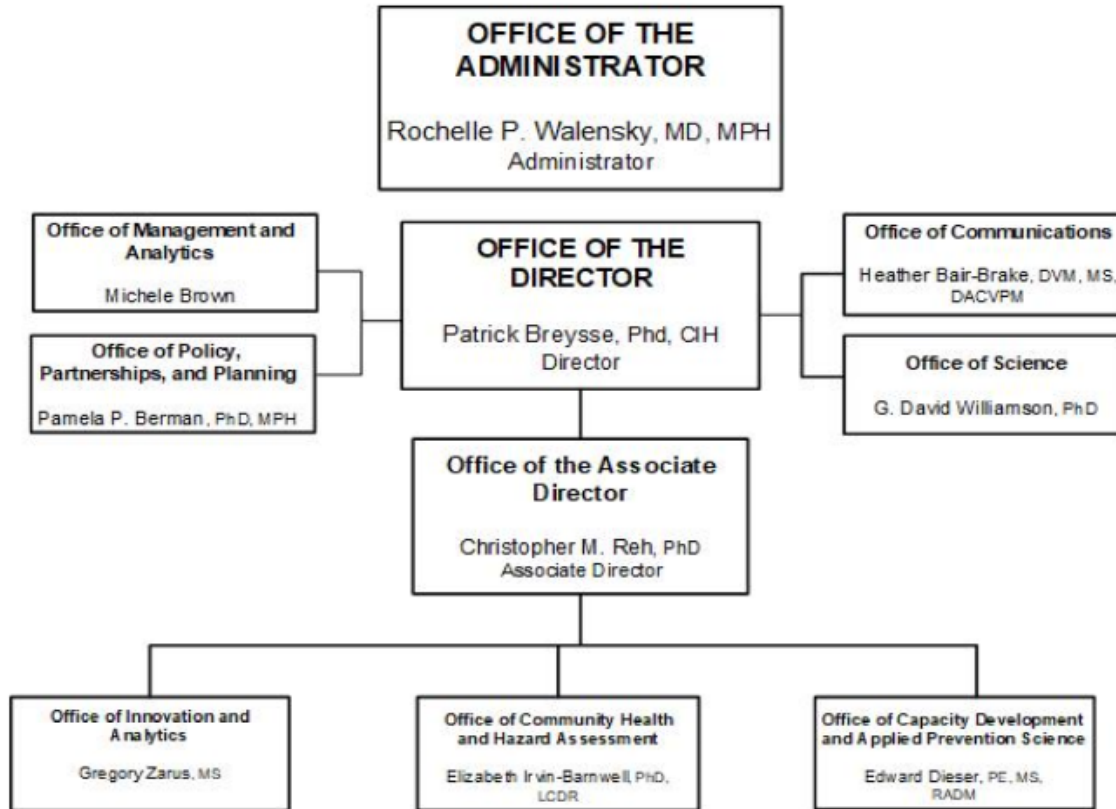 OFFICE OF THE
ADMINISTRATOR
Rochelle P. Walensky, MD, MPH
Administrator
Office of Management and
Analytics
Michele Brown
OFFICE OF THE
DIRECTOR
Patrick Breysse, Phd, CIH
Director
Office of Communications
Heather Bair-Brake, DVM, MS,
DACVPM
Office of Policy,
Partnerships, and Planning
Pamela P. Berman, PhD, MPH
Office of Science
G. David Williamson, PhD
Office of the Associate
Director
Christopher M. Reh, PhD
Associate Director
Office of Innovation and
Analytics
Gregory Zarus, MS
Office of Community Health
and Hazard Assessment
Elizabeth Irvin-Barnwell, PhD,
LCDR
Office of Capacity Development
and Applied Prevention Science
Edward Dieser, PE, MS,
RADM